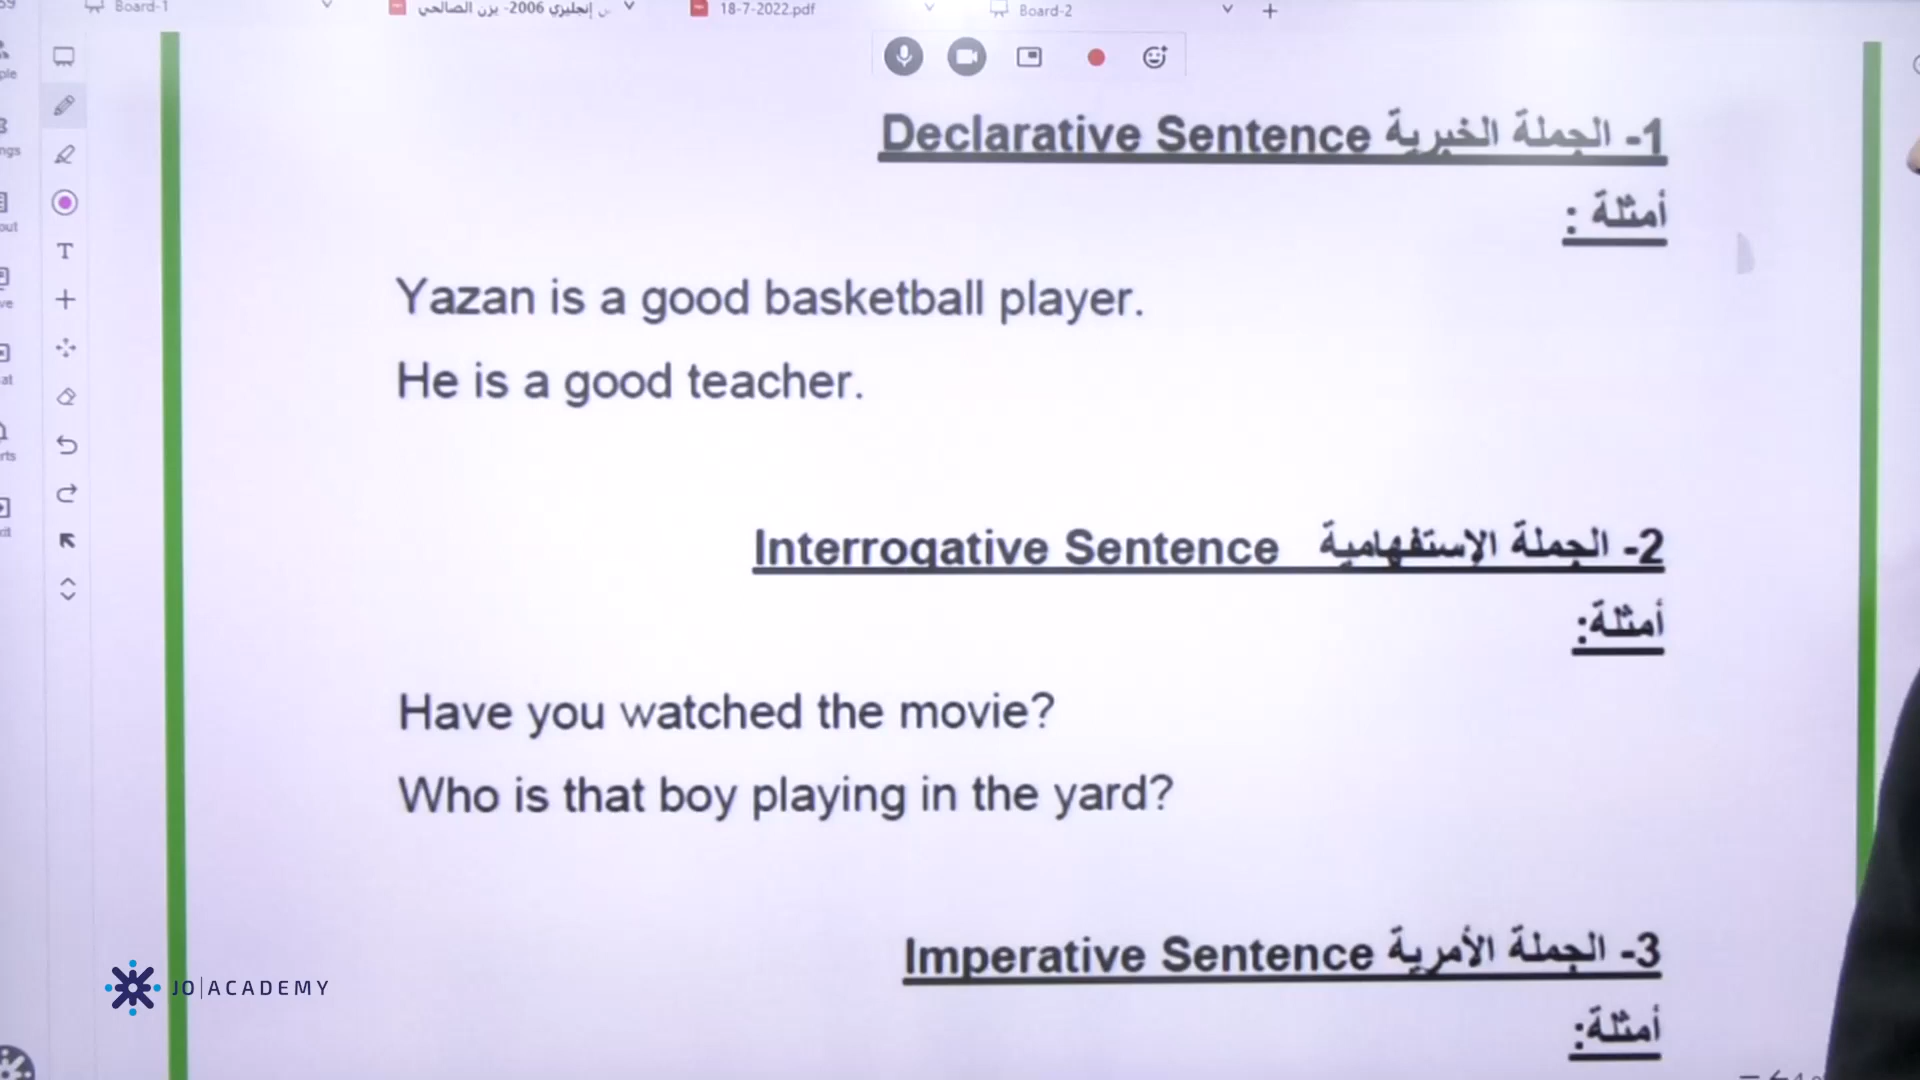 Board-1
إنجليزي 2006- يزن الصالحي
18-7-2022.pdf
Board-2
1- الجملة الخبرية Declarative Sentence
أمثلة :
Yazan is a good basketball player.
He is a good teacher.
2- الجملة الإستفهامية Interrogative Sentence
أمثلة:
Have you watched the movie?
Who is that boy playing in the yard?
3- الجملة الأمرية Imperative Sentence
أمثلة:
JO|ACADEMY